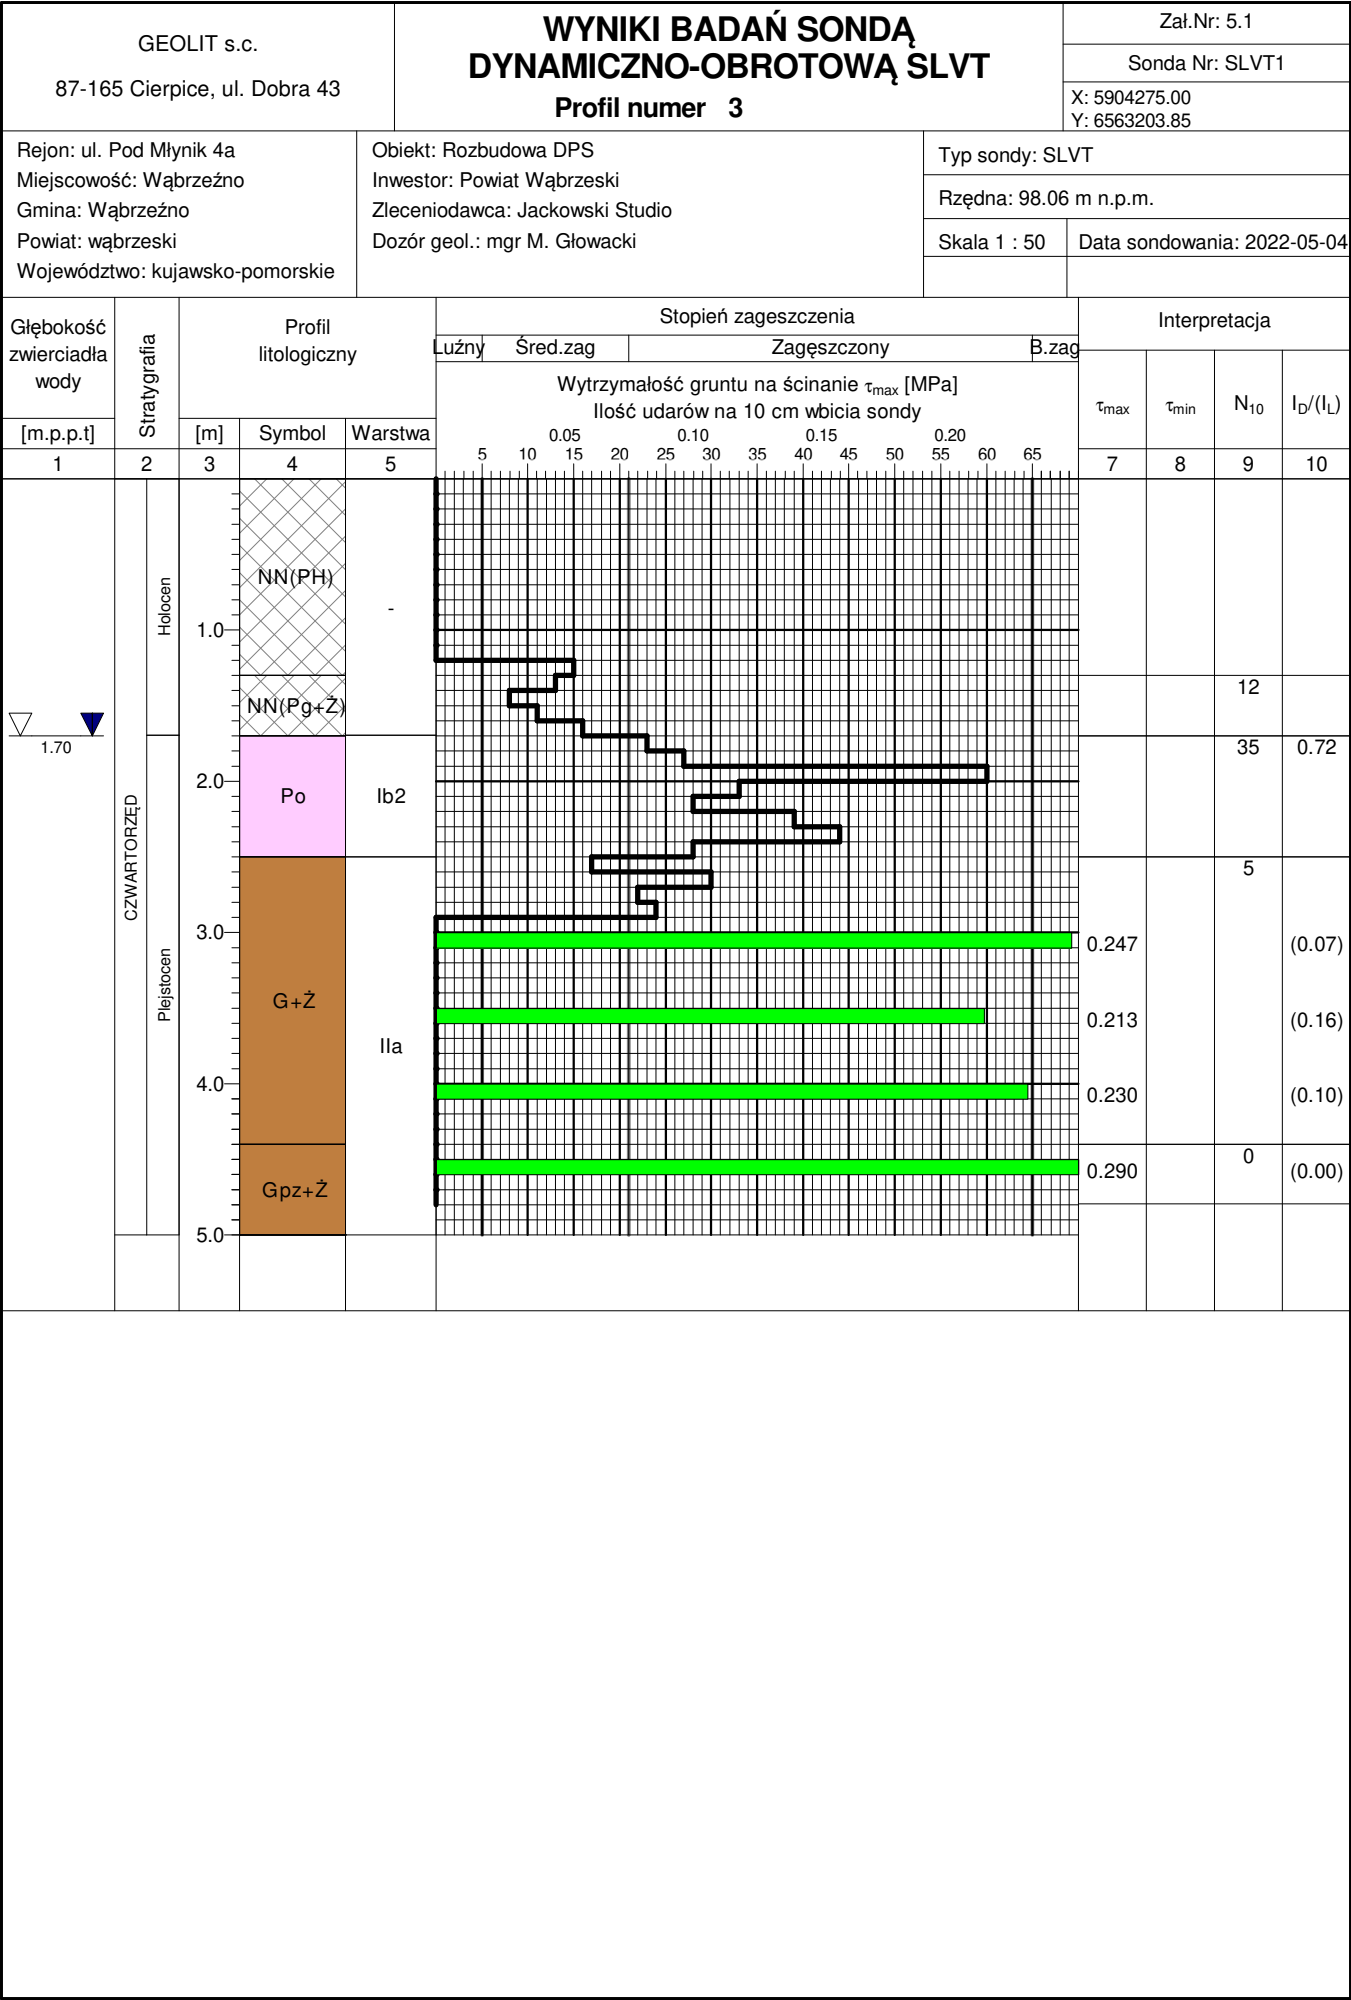 GEOLIT s.c.
87-165 Cierpice, ul. Dobra 43
WYNIKI BADAŃ SONDĄ
DYNAMICZNO-OBROTOWĄ SLVT
Profil numer 3
Zał.Nr: 5.1
Sonda Nr: SLVT1
X: 5904275.00
Y: 6563203.85
Rejon: ul. Pod Młynik 4a
Miejscowość: Wąbrzeźno
Gmina: Wąbrzeźno
Powiat: wąbrzeski
Województwo: kujawsko-pomorskie
Obiekt: Rozbudowa DPS
Inwestor: Powiat Wąbrzeski
Zleceniodawca: Jackowski Studio
Dozór geol.: mgr M. Głowacki
Typ sondy: SLVT
Rzędna: 98.06 m n.p.m.
Skala 1 : 50
Data sondowania: 2022-05-04
Głębokość
zwierciadła
wody
[m.p.p.t]
Stratygrafia
Profil
litologiczny
[m]
Symbol
Warstwa
Stopień zageszczenia
Luźny Śred.zag Zagęszczony B.zag
Wytrzymałość gruntu na ścinanie τmax [MPa]
Ilość udarów na 10 cm wbicia sondy
0.05 0.10 0.15 0.20
5 10 15 20 25 30 35 40 45 50 55 60 65
Interpretacja
τmax τmin N10 ID/(IL)
1 2 3 4 5 7 8 9 10
CZWARTORZĘD
Holocen
Plejstocen
NN(PH)
-
1.0
NN(Pg+Ż)
12
1.70
35 0.72
2.0
Po
Ib2
5
3.0
0.247 (0.07)
G+Ż
0.213 (0.16)
IIa
4.0
0.230 (0.10)
0
0.290 (0.00)
Gpz+Ż
5.0